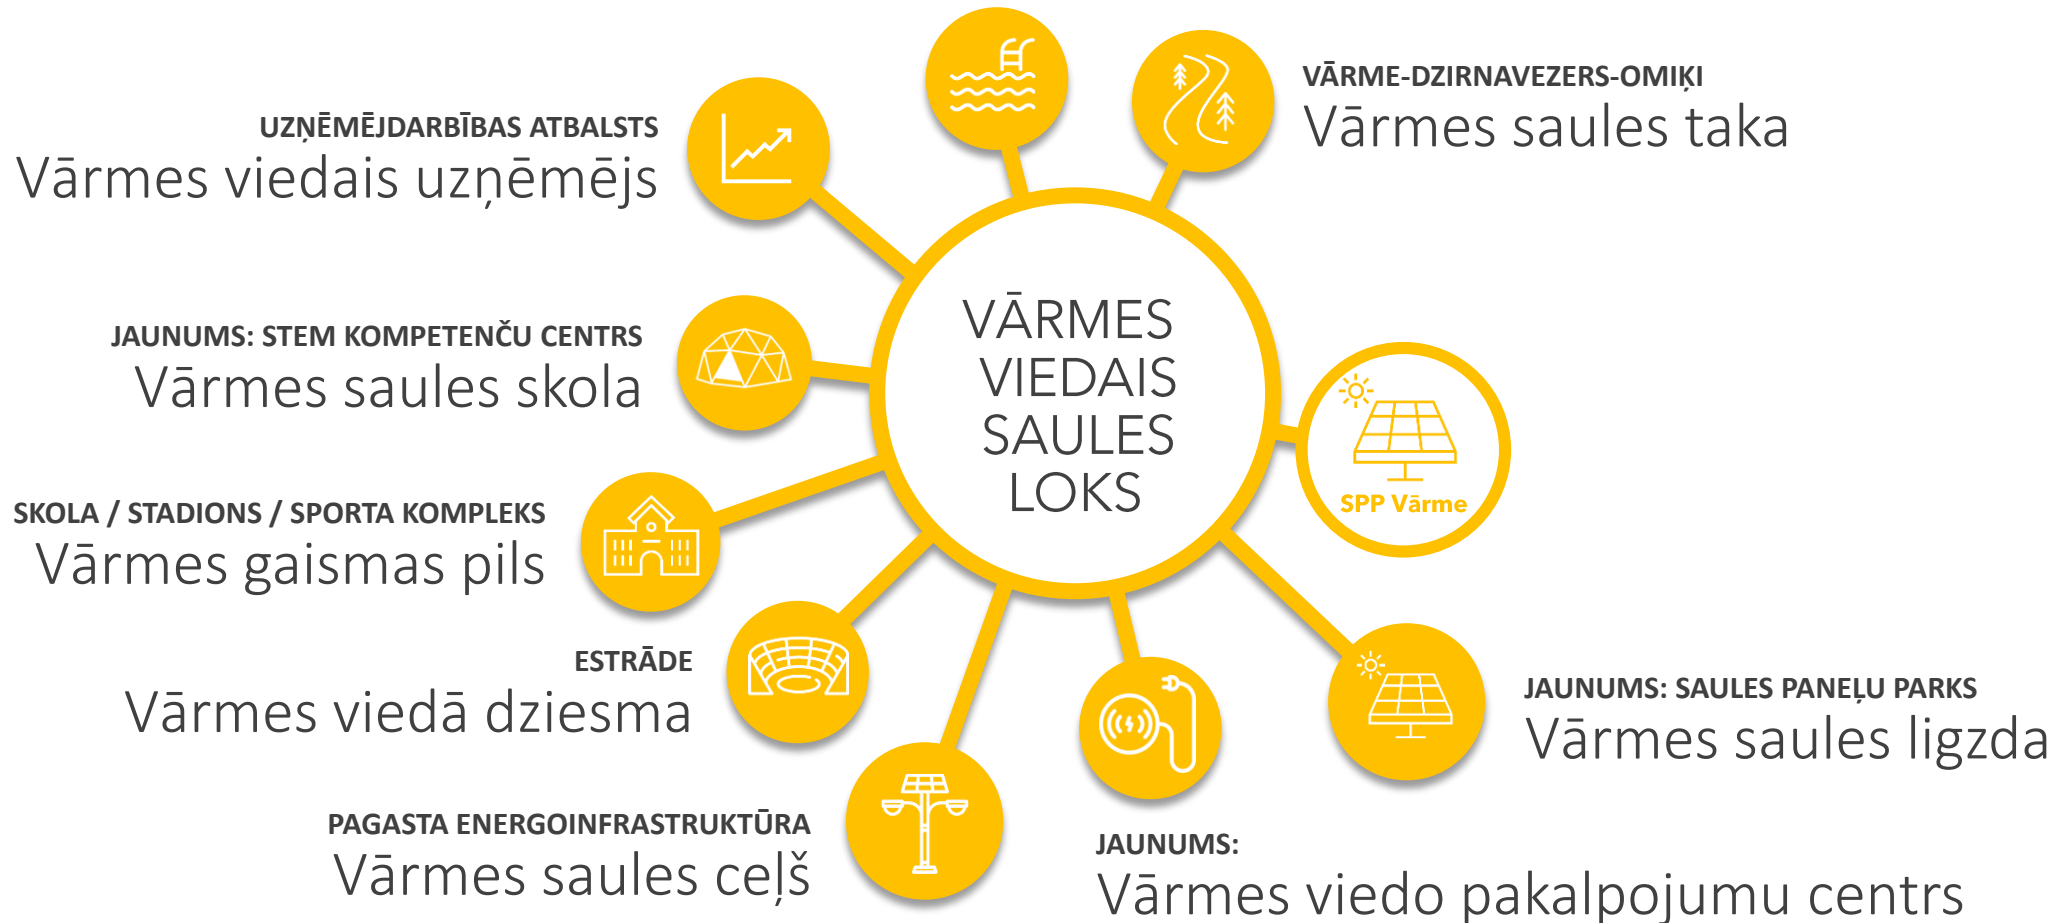 VĀRME-DZIRNAVEZERS-OMIĶI
Vārmes saules taka
UZŅĒMĒJDARBĪBAS ATBALSTS
Vārmes viedais uzņēmējs
JAUNUMS: STEM KOMPETENČU CENTRS
Vārmes saules skola
SKOLA / STADIONS / SPORTA KOMPLEKS
Vārmes gaismas pils
ESTRĀDE
Vārmes viedā dziesma
PAGASTA ENERGOINFRASTRUKTŪRA
Vārmes saules ceļš
VĀRMES
VIEDAIS
SAULES
LOKS
SPP Vārme
JAUNUMS: SAULES PANEĻU PARKS
Vārmes saules ligzda
JAUNUMS:
Vārmes viedo pakalpojumu centrs